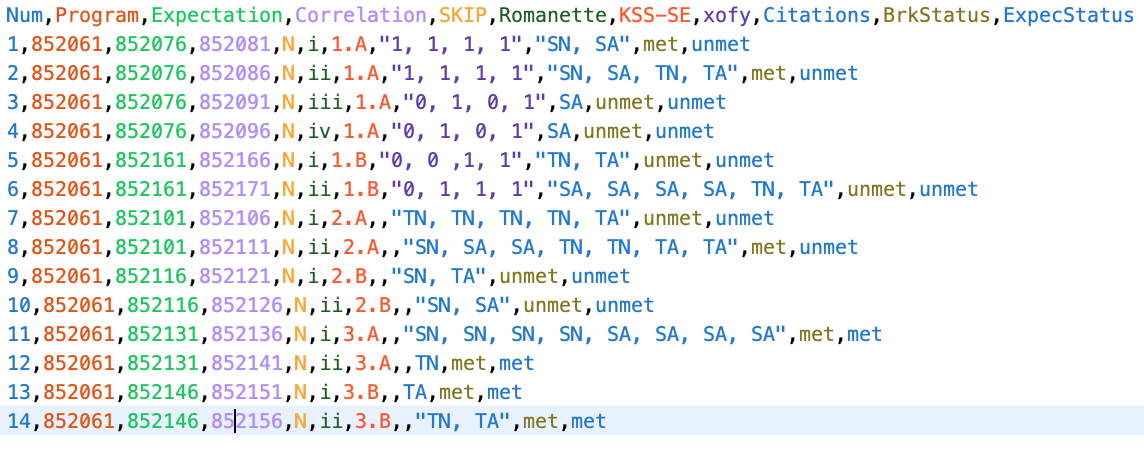 Num,Program,Expectation,Correlation,SKIP,Romanette,KSS-SE,xofy,Citations,BrkStatus,ExpecStatus
1,852061,852076,852081,N,i,1.A,"1, 1, 1, 1","SN, SA",met,unmet
2,852061,852076,852086,N,ii,1.A,"1, 1, 1, 1","SN, SA, TN, TA",met,unmet
3,852061,852076,852091,N,iii,1.A,"0, 1, 0, 1",SA,unmet,unmet
4,852061,852076,852096,N,iv,1.A,"0, 1, 0, 1",SA,unmet,unmet
5,852061,852161,852166,N,i,1.B,"0, 0 ,1, 1","TN, TA",unmet,unmet
6,852061,852161,852171,N,ii,1.B,"0, 1, 1, 1","SA, SA, SA, SA, TN, TA",unmet,unmet
7,852061,852101,852106,N,i,2.A,,"TN, TN, TN, TN, TA",unmet,unmet
8,852061,852101,852111,N,ii,2.A,,"SN, SA, SA, TN, TN, TA, TA",met,unmet
9,852061,852116,852121,N,i,2.B,,"SN, TA",unmet,unmet
10,852061,852116,852126,N,ii,2.B,,"SN, SA",unmet,unmet
11,852061,852131,852136,N,i,3.A,,"SN, SN, SN, SN, SA, SA, SA, SA",met,met
12,852061,852131,852141,N,ii,3.A,,TN,met,met
13,852061,852146,852151,N,i,3.B,,TA,met,met
14,852061,852146,852156,N,ii,3.B,,"TN, TA",met,met